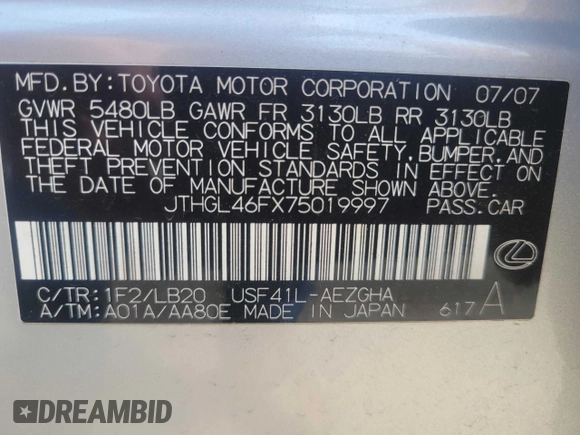 MFD.BY:TOYOTA MOTOR CORPORATION 07/07
GVWR 5480LB GAWR FR 3130LB RR 3130LB
THIS VEHICLE CONFORMS TO ALL APPLICABLE
FEDERAL MOTOR VEHICLE SAFETY,BUMPER,AND
THEFT PREVENTION STANDARDS IN EFFECT ON
THE DATE OF MANUFACTURE SHOWN ABOVE.
JTHGL46FX75019997 PASS.CAR
C/TR:1F2/LB20 USF41L-AEZGHA
A/TM:A01A/AA80E MADE IN JAPAN 617A
DREAMBID